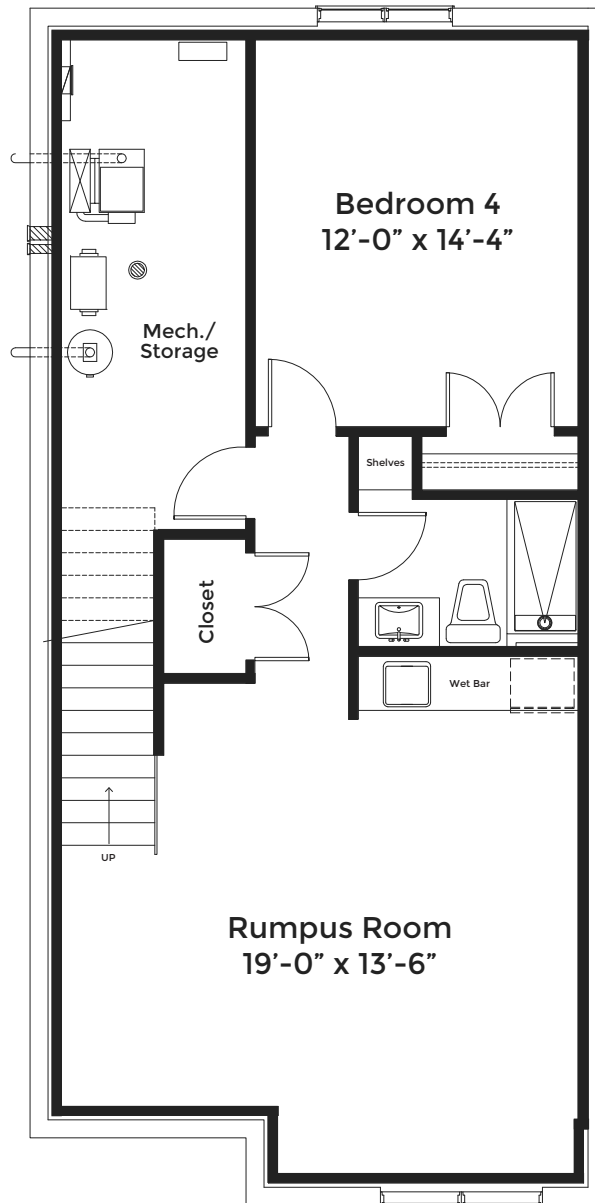 Bedroom 4
12’-0” x 14’-4”
Mech./
Storage
Shelves
Closet
Wet Bar
UP
Rumpus Room
19’-0” x 13’-6”